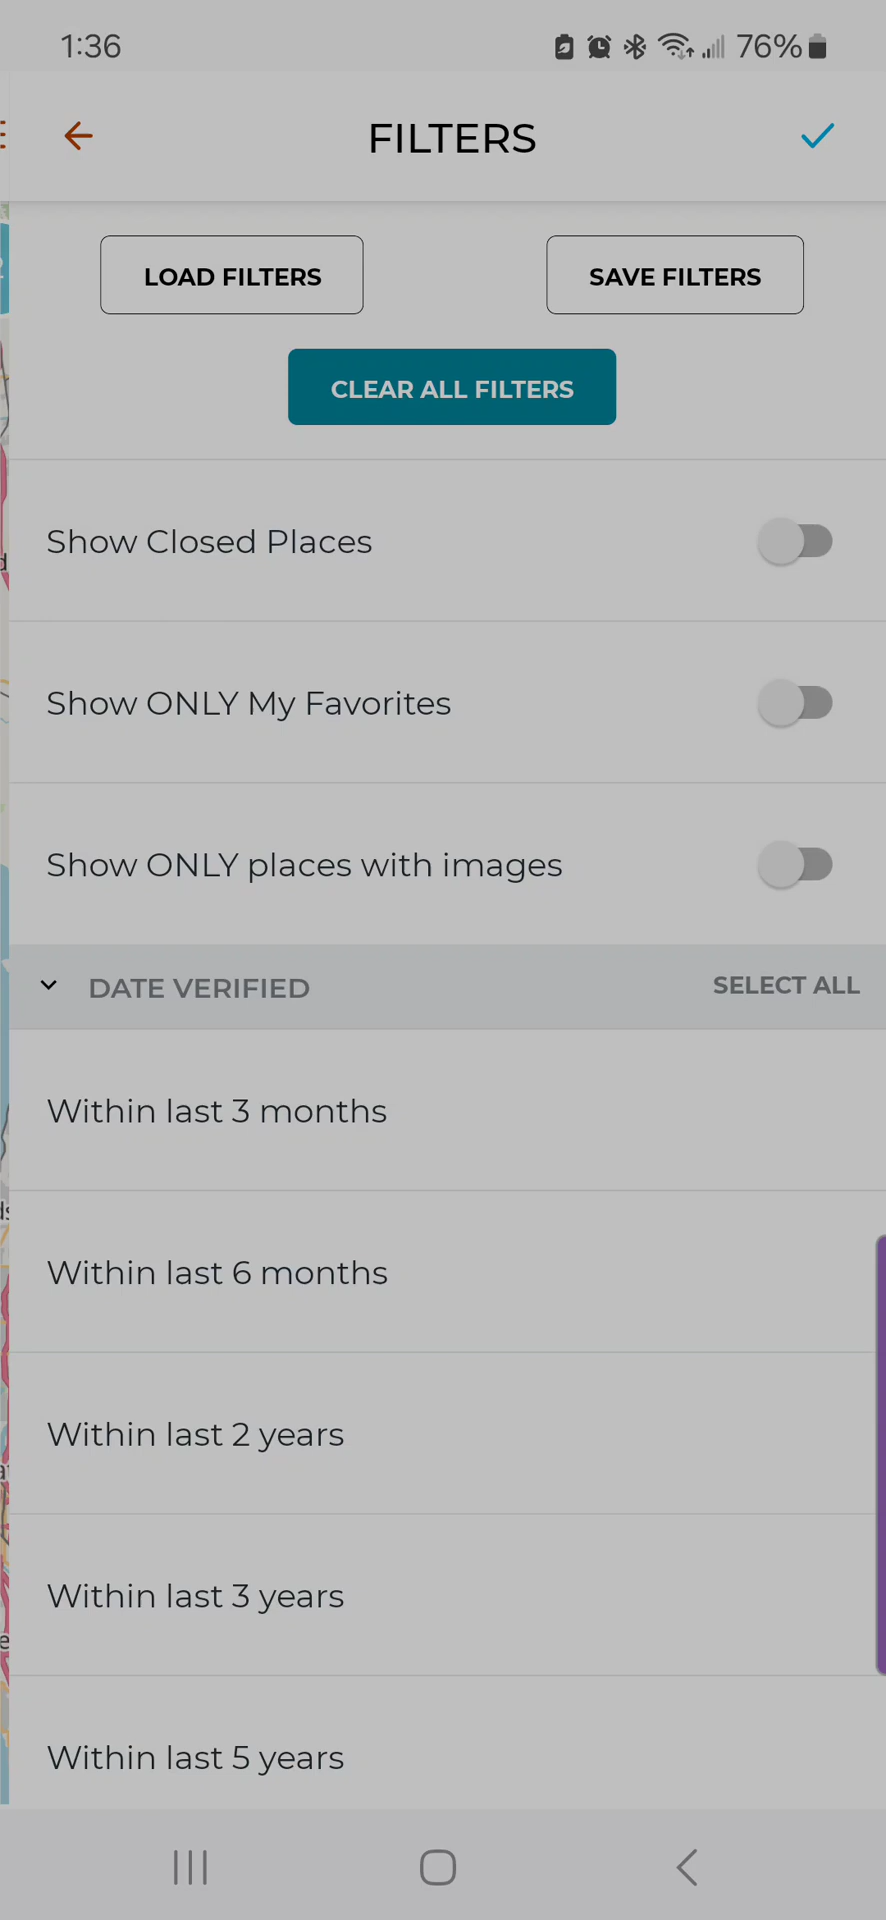 1:36
76%
FILTERS
LOAD FILTERS
SAVE FILTERS
CLEAR ALL FILTERS
Show Closed Places
Show ONLY My Favorites
Show ONLY places with images
DATE VERIFIED
SELECT ALL
Within last 3 months
Within last 6 months
Within last 2 years
Within last 3 years
Within last 5 years